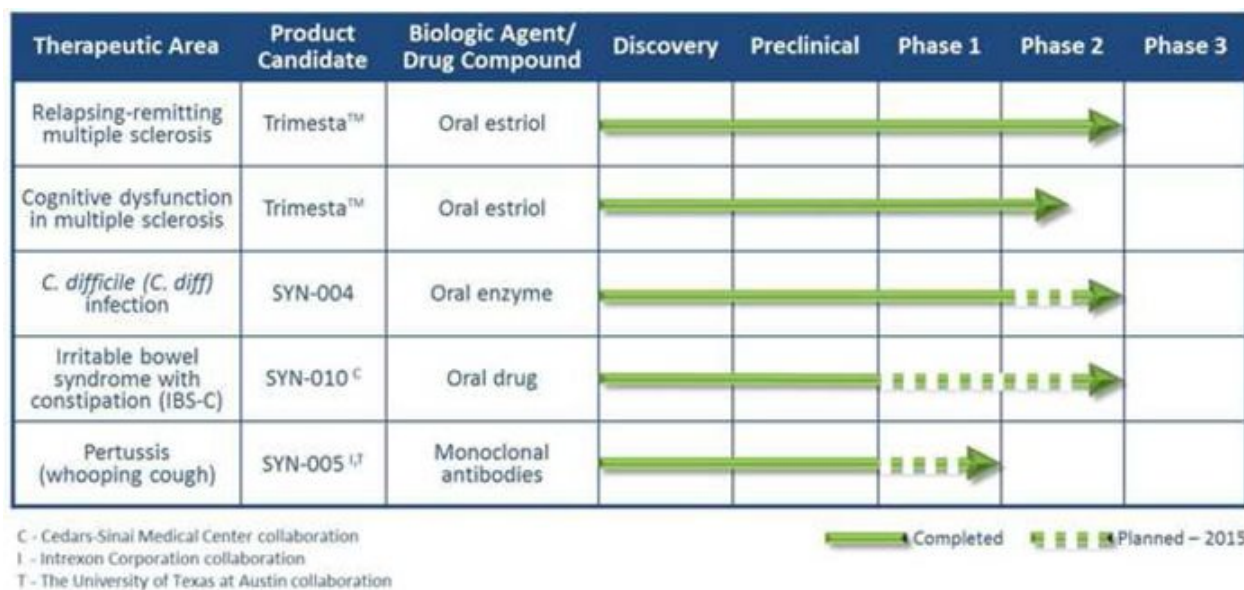 Therapeutic Area
Product
Candidate
Biologic Agent/
Drug Compound
Discovery
Preclinical
Phase 1
Phase 2
Phase 3
Relapsing-remitting
multiple sclerosis
Trimesta™
Oral estriol
Cognitive dysfunction
in multiple sclerosis
Trimesta™
Oral estriol
C. difficile (C. diff)
infection
SYN-004
Oral enzyme
Irritable bowel
syndrome with
constipation (IBS-C)
SYN-010 C
Oral drug
Pertussis
(whooping cough)
SYN-005 I,T
Monoclonal
antibodies
C - Cedars-Sinai Medical Center collaboration
I - Intrexon Corporation collaboration
T - The University of Texas at Austin collaboration
Completed
Planned – 2015